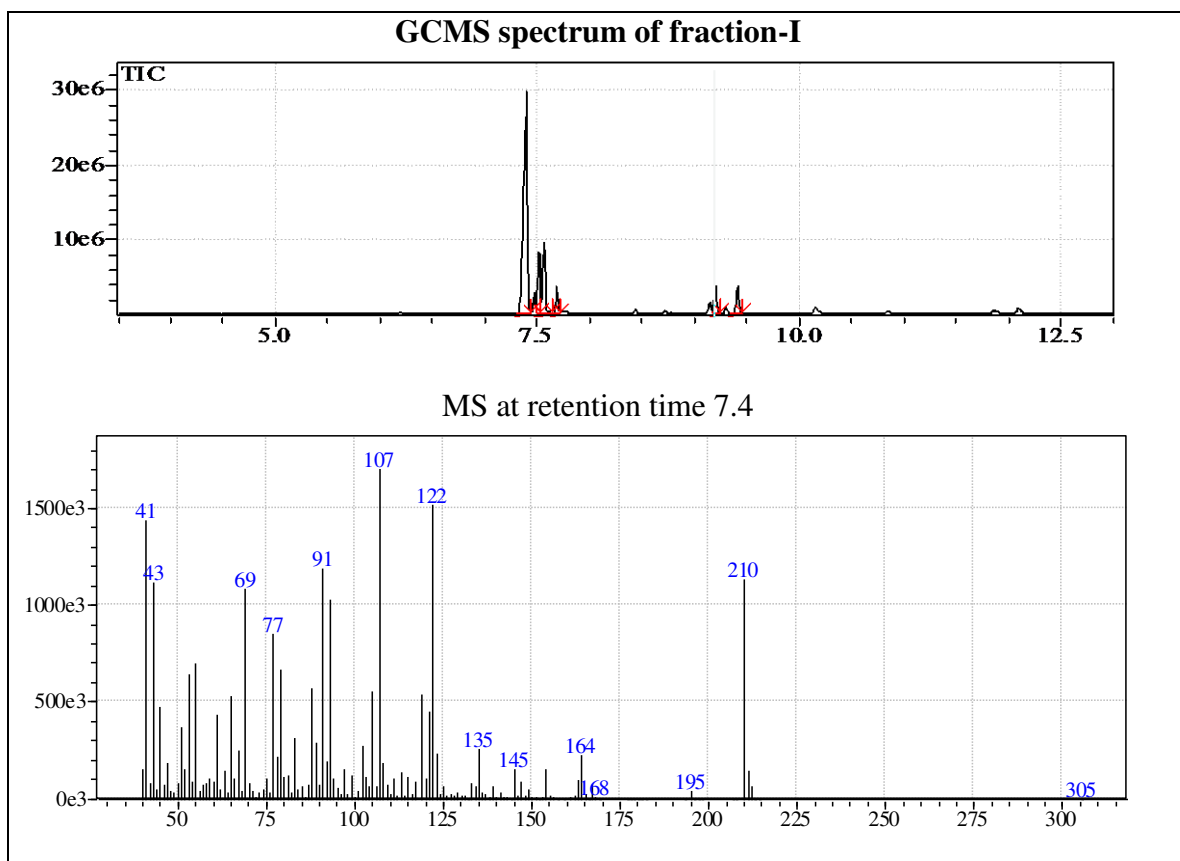 GCMS spectrum of fraction-I
TIC
30e6
20e6
10e6
5.0 7.5 10.0 12.5
MS at retention time 7.4
1500e3
1000e3
500e3
0e3
41 43 69 77 91 107 122 135 145 164 168 195 210 305
50 75 100 125 150 175 200 225 250 275 300